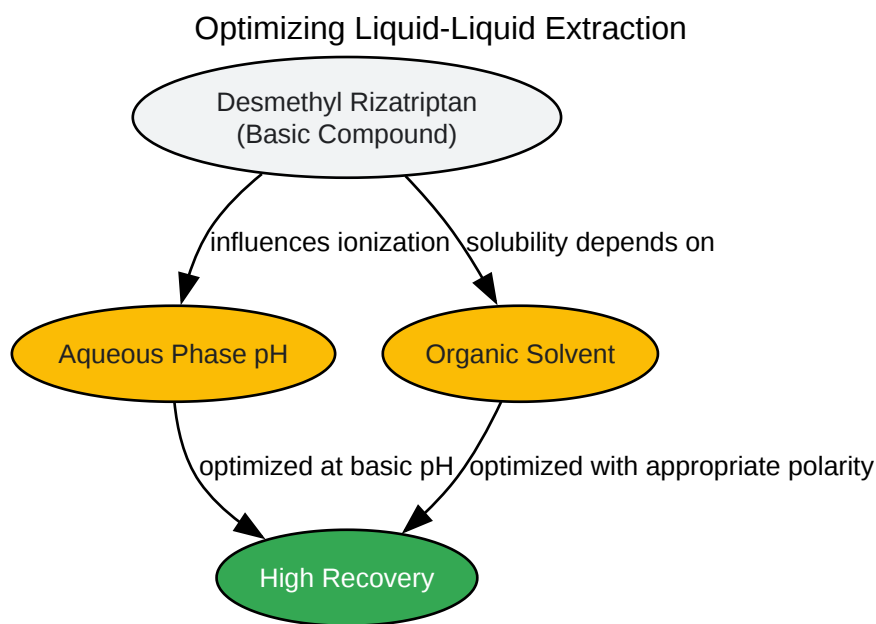 Optimizing Liquid-Liquid Extraction
Desmethyl Rizatriptan
(Basic Compound)
influences ionization
solubility depends on
Aqueous Phase pH
Organic Solvent
optimized at basic pH
optimized with appropriate polarity
High Recovery